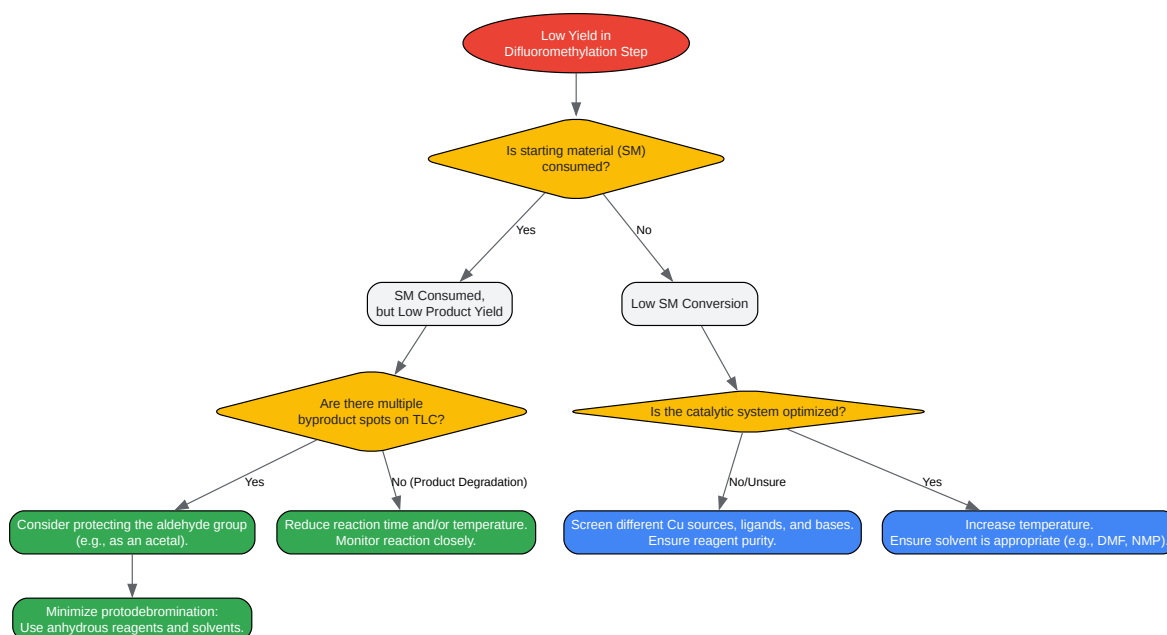 Low Yield in
Difluoromethylation Step
Is starting material (SM)
consumed?
Yes
No
SM Consumed,
but Low Product Yield
Low SM Conversion
Are there multiple
byproduct spots on TLC?
Is the catalytic system optimized?
Yes
No (Product Degradation)
No/Unsure
Yes
Consider protecting the aldehyde group
(e.g., as an acetal).
Reduce reaction time and/or temperature.
Monitor reaction closely.
Screen different Cu sources, ligands, and bases.
Ensure reagent purity.
Increase temperature.
Ensure solvent is appropriate (e.g., DMF, NMP).
Minimize protodebromination:
Use anhydrous reagents and solvents.